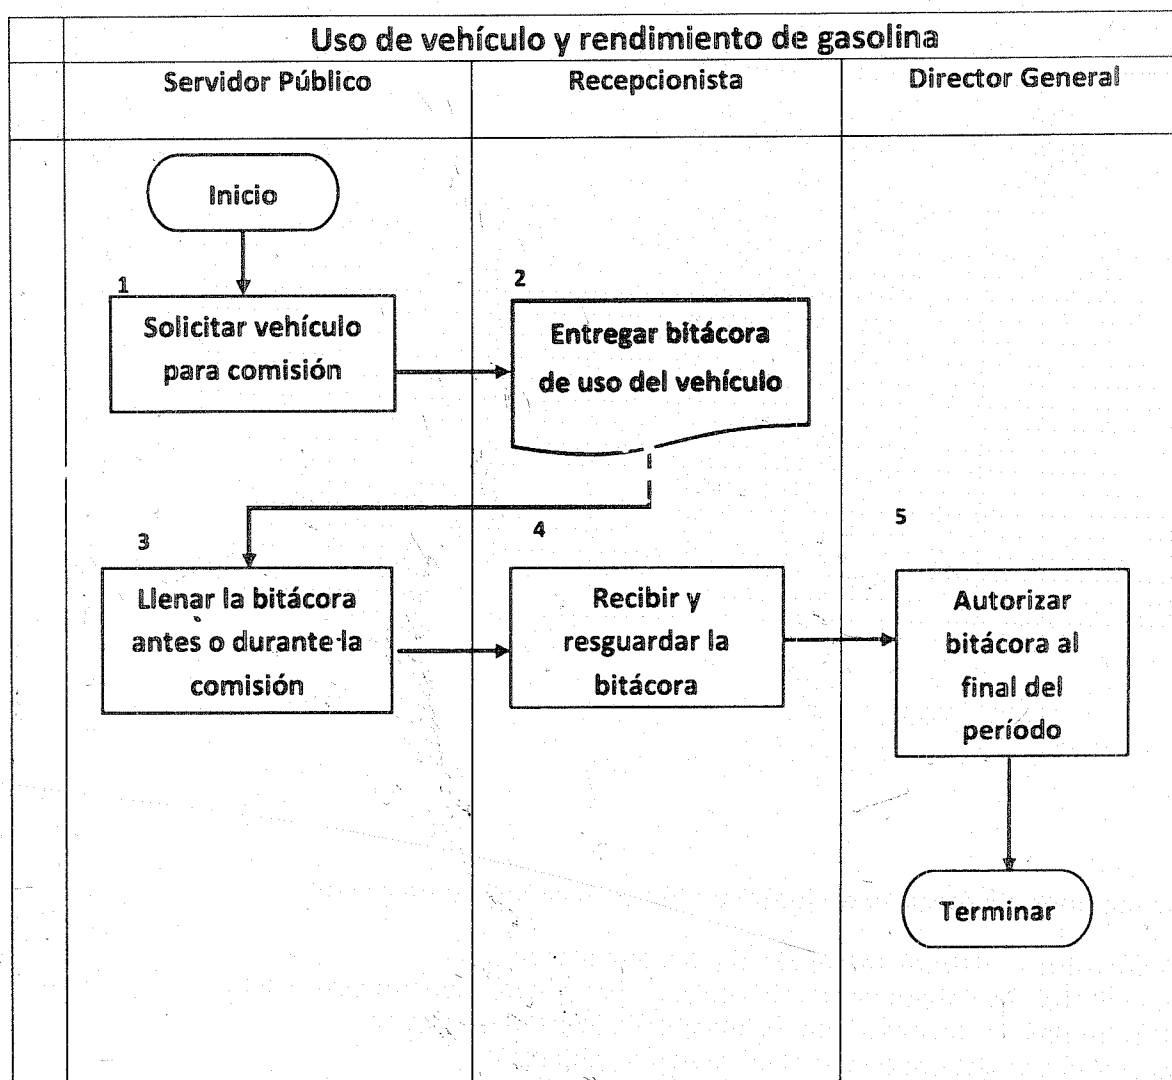 Uso de vehículo y rendimiento de gasolina
Servidor Público
Recepcionista
Director General
Inicio
1
Solicitar vehículo
para comisión
2
Entregar bitácora
de uso del vehículo
3
Llenar la bitácora
antes o durante la
comisión
4
Recibir y
resguardar la
bitácora
5
Autorizar
bitácora al
final del
período
Terminar